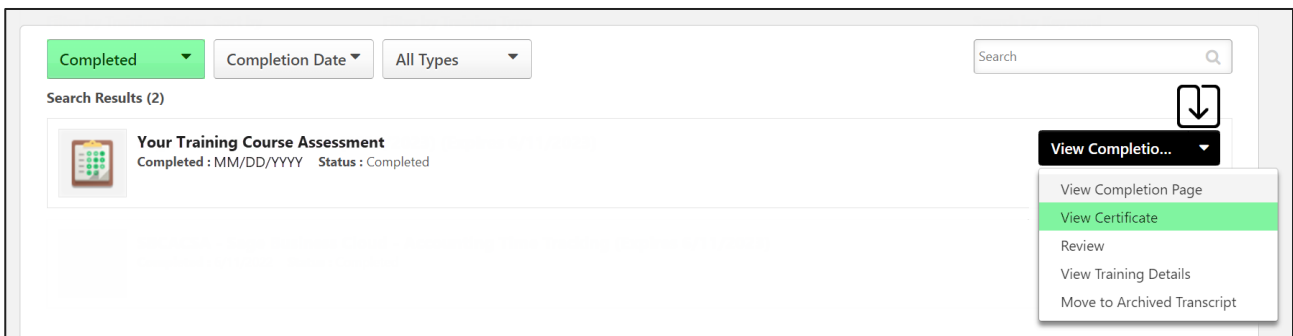 Completed Completion Date All Types Search
Search Results (2)
Your Training Course Assessment
Completed : MM/DD/YYYY Status : Completed
View Completio...
View Completion Page
View Certificate
Review
View Training Details
Move to Archived Transcript